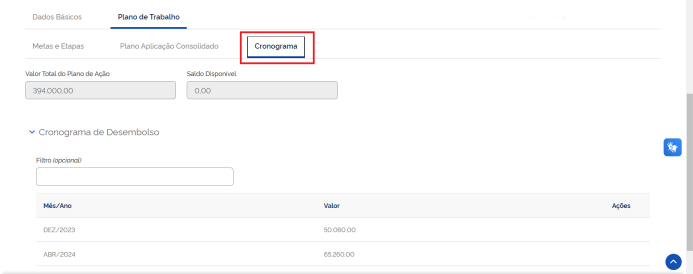 Dados Básicos Plano de Trabalho
Metas e Etapas Plano Aplicação Consolidado Cronograma
Valor Total do Plano de Ação Saldo Disponível
394.000,00 0,00
Cronograma de Desembolso
Filtro (opcional)
Mês/Ano Valor Ações
DEZ/2023 50.060,00
ABR/2024 65.260,00